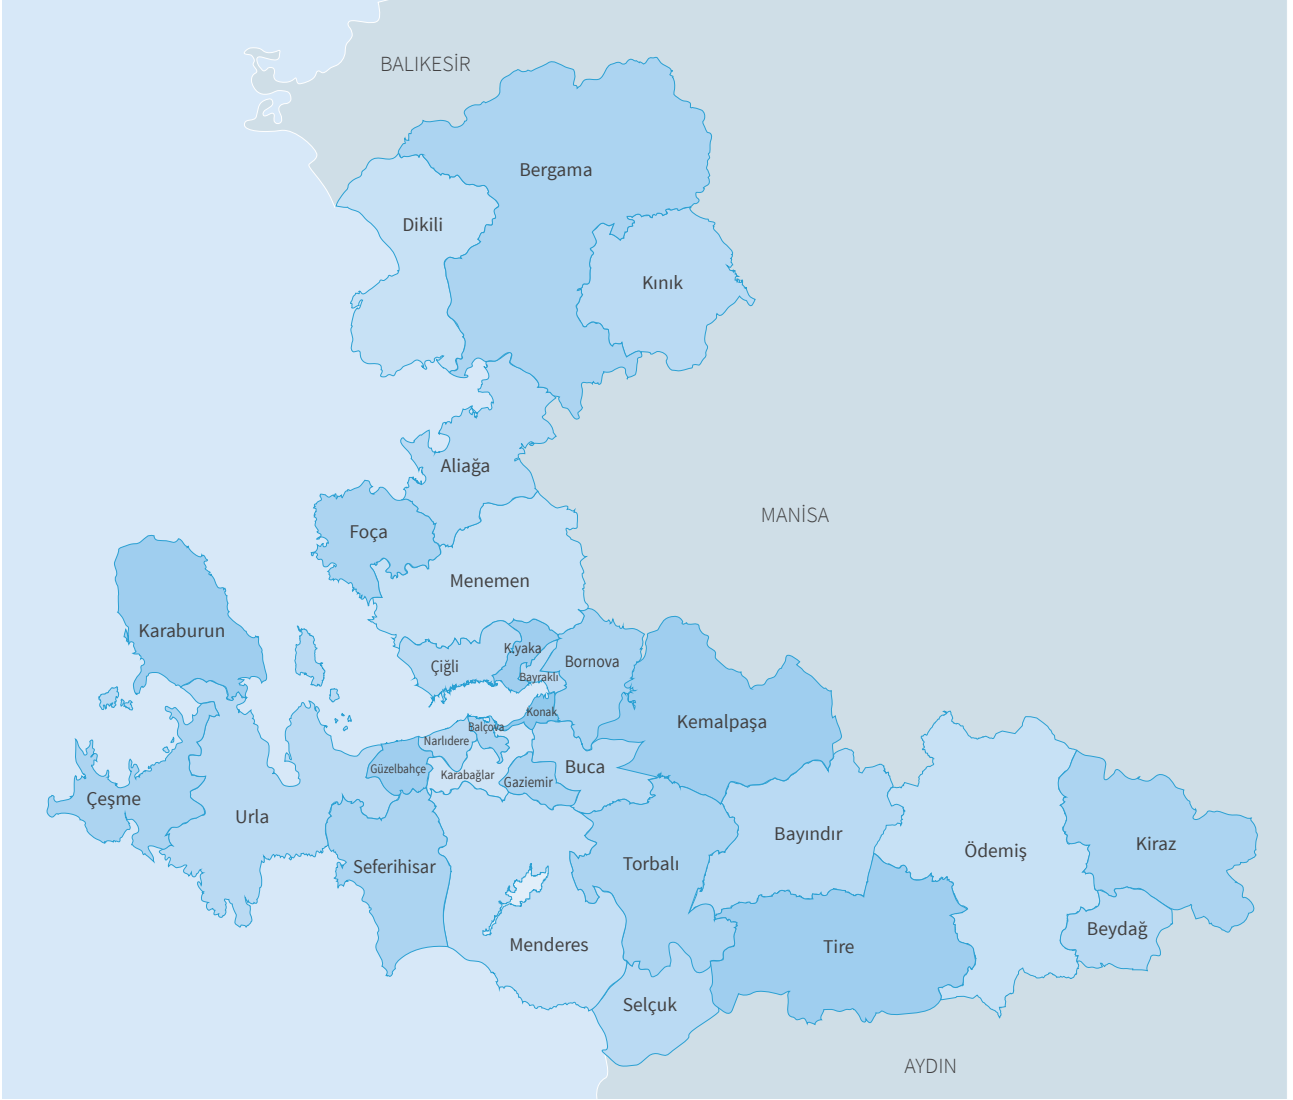 BALIKESİR
Bergama
Dikili
Kınık
Aliağa
MANİSA
Foça
Menemen
Karaburun
K.yaka
Bornova
Çiğli
Bayraklı
Konak
Kemalpaşa
Balçova
Narlıdere
Güzelbahçe
Karabağlar
Buca
Gaziemir
Çeşme
Urla
Bayındır
Kiraz
Ödemiş
Torbalı
Seferihisar
Beydağ
Menderes
Tire
Selçuk
AYDIN